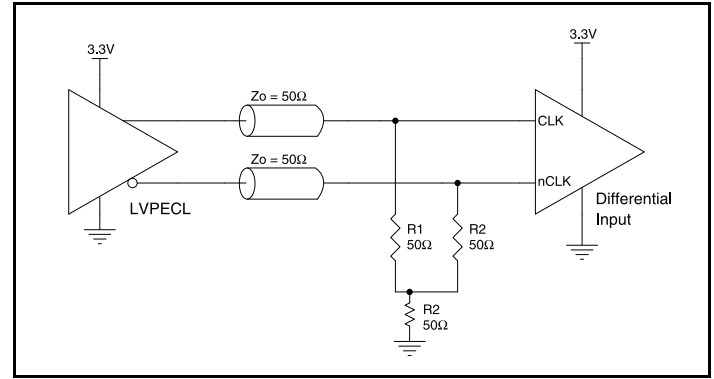 3.3V
3.3V
Zo = 50Ω
CLK
Zo = 50Ω
nCLK
LVPECL
Differential
Input
R1
50Ω
R2
50Ω
R2
50Ω